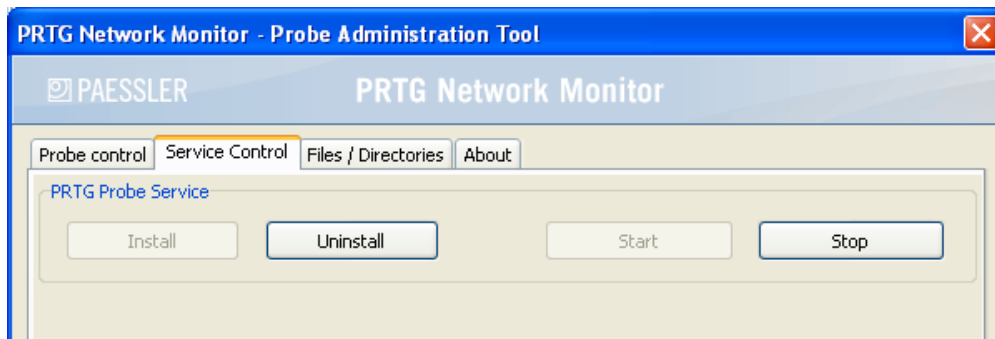 PRTG Network Monitor - Probe Administration Tool
PAESSLER PRTG Network Monitor
Probe control Service Control Files / Directories About
PRTG Probe Service
Install Uninstall Start Stop